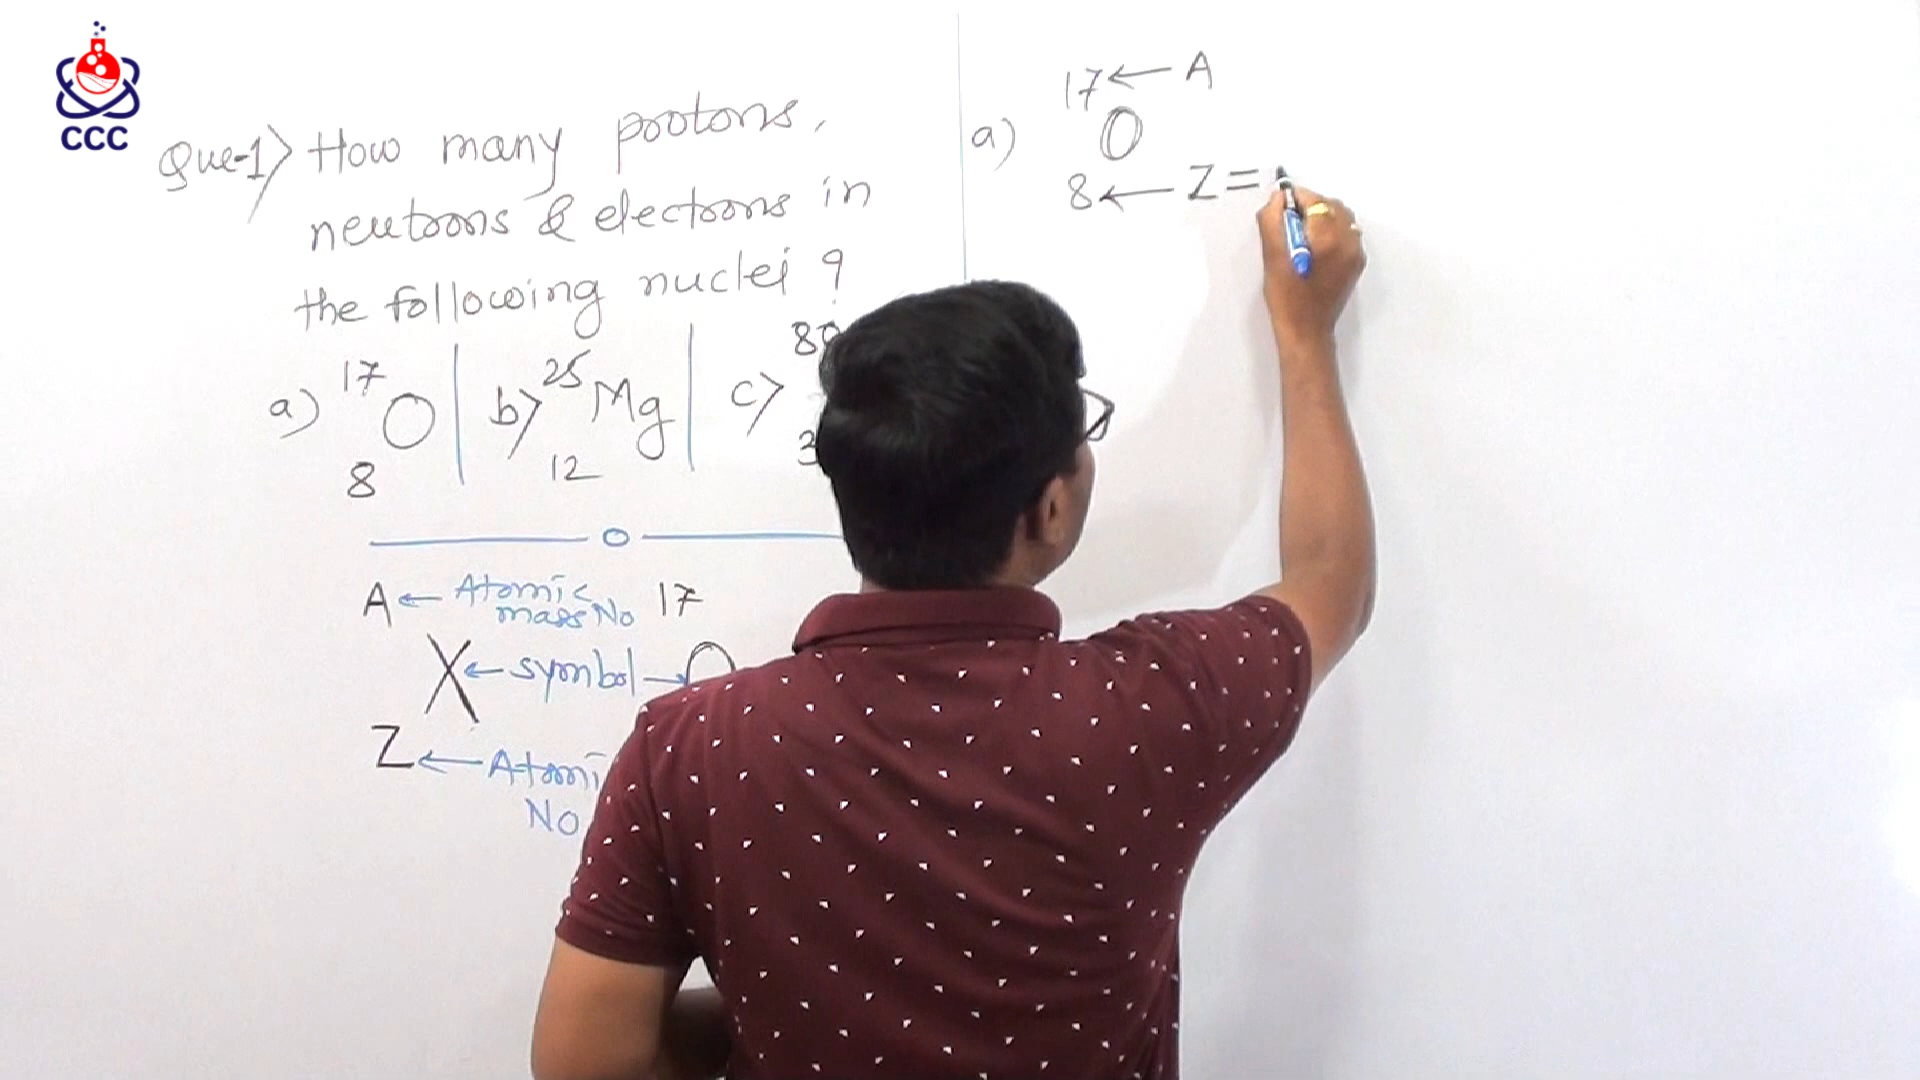 CCC
Que-1> How many protons,
neutrons & electrons in
the following nuclei ?
a) 17 O 8 | b> 25 Mg 12 | c>
A ← Atomic mass No 17
X ← symbol →
Z ←
No
a) 17 ← A
O
8 ← Z =